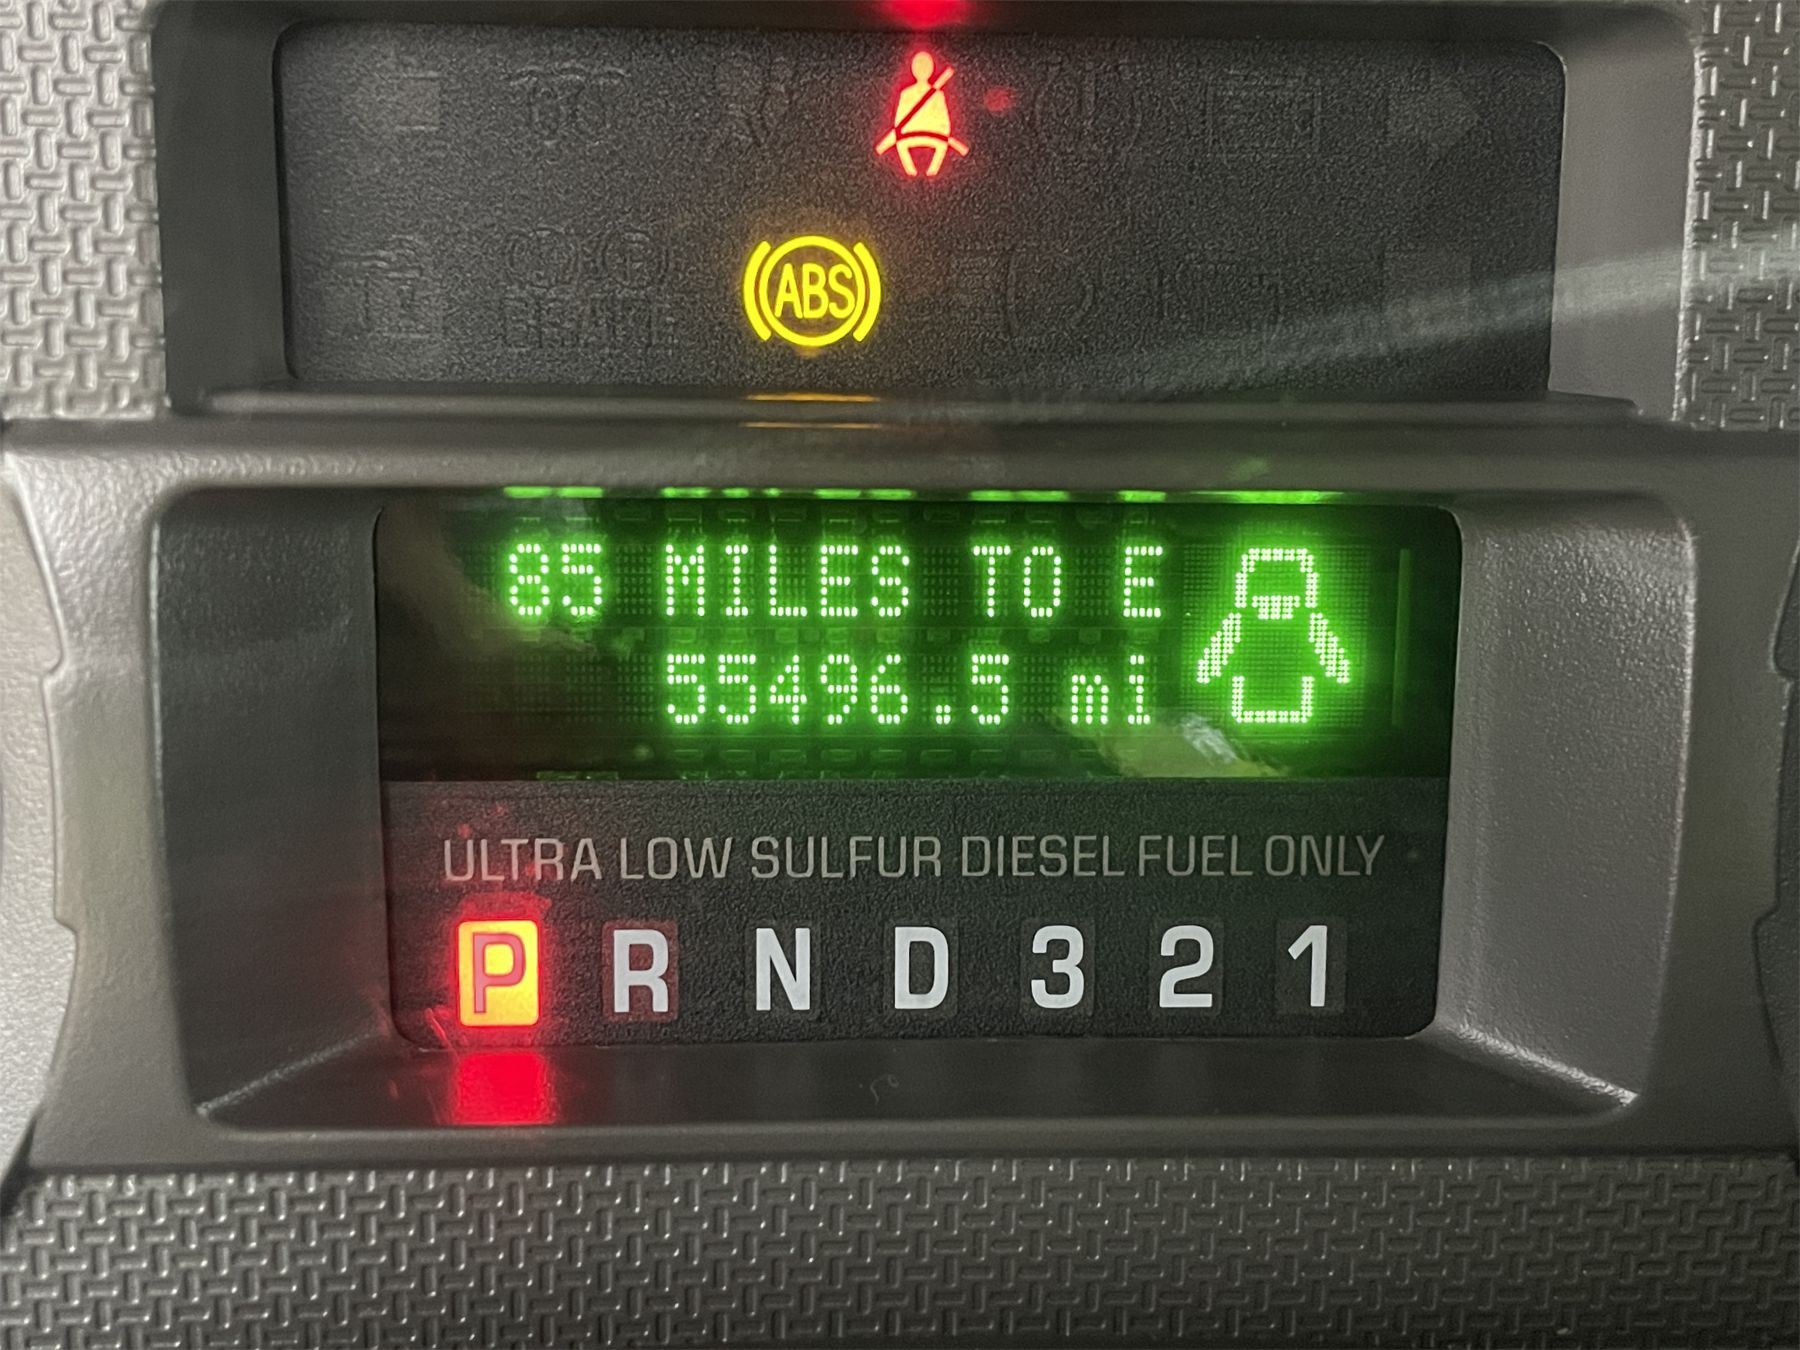 ABS
85 MILES TO E
55496.5 mi
ULTRA LOW SULFUR DIESEL FUEL ONLY
P R N D 3 2 1